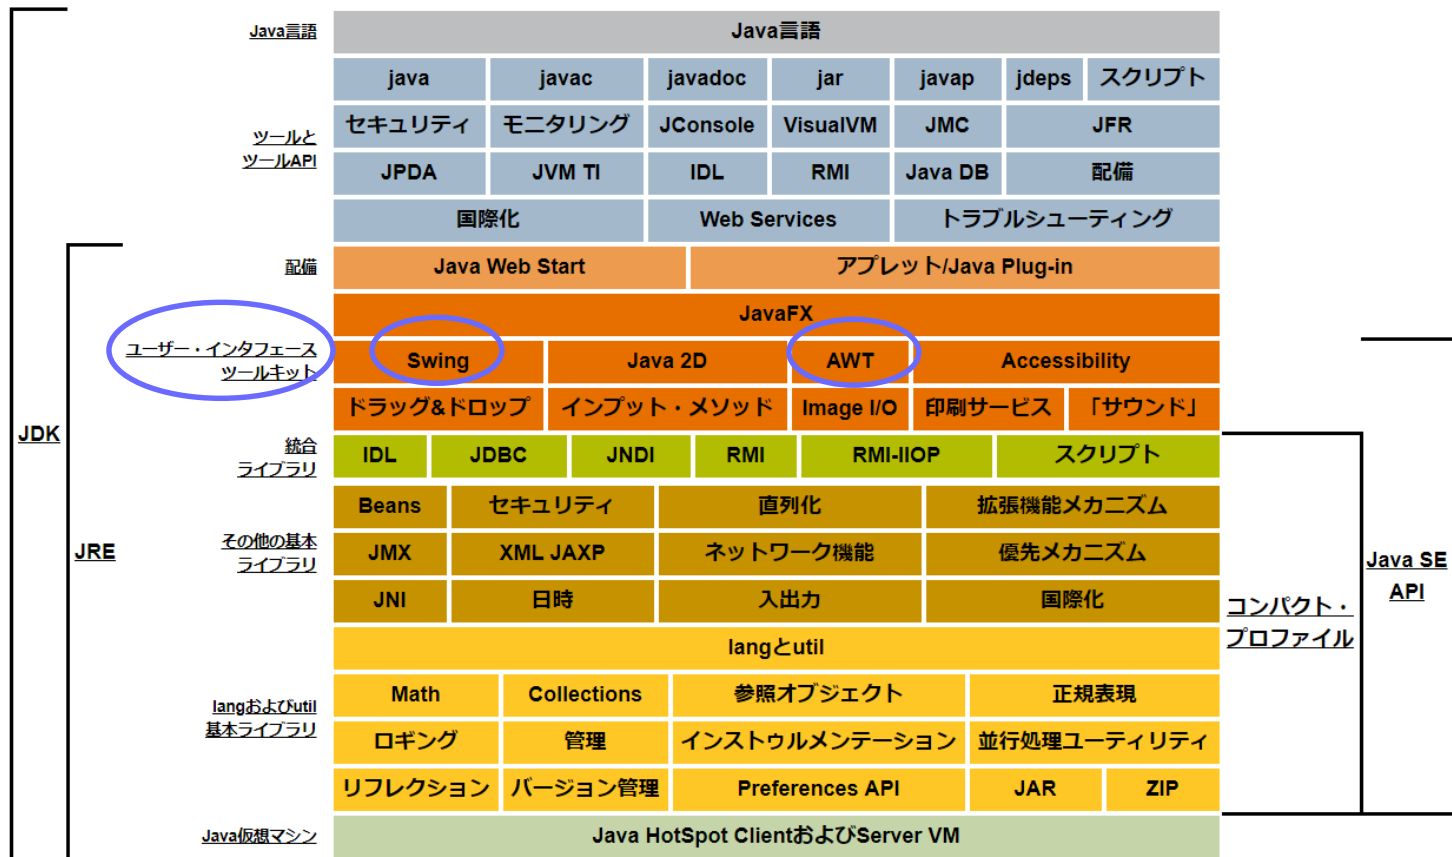 Java言語
Java言語
java javac javadoc jar javap jdeps スクリプト
ツールと
ツールAPI
セキュリティ モニタリング JConsole VisualVM JMC JFR
JPDA JVM TI IDL RMI Java DB 配備
国際化 Web Services トラブルシューティング
配備
Java Web Start アプレット/Java Plug-in
JavaFX
ユーザー・インタフェース
ツールキット
Swing Java 2D AWT Accessibility
ドラッグ&ドロップ インプット・メソッド Image I/O 印刷サービス 「サウンド」
JDK
統合
ライブラリ
IDL JDBC JNDI RMI RMI-IIOP スクリプト
Beans セキュリティ 直列化 拡張機能メカニズム
JRE
その他の基本
ライブラリ
JMX XML JAXP ネットワーク機能 優先メカニズム
Java SE
API
JNI 日時 入出力 国際化
コンパクト・
プロファイル
langとutil
langおよびutil
基本ライブラリ
Math Collections 参照オブジェクト 正規表現
ロギング 管理 インストゥルメンテーション 並行処理ユーティリティ
リフレクション バージョン管理 Preferences API JAR ZIP
Java仮想マシン
Java HotSpot ClientおよびServer VM